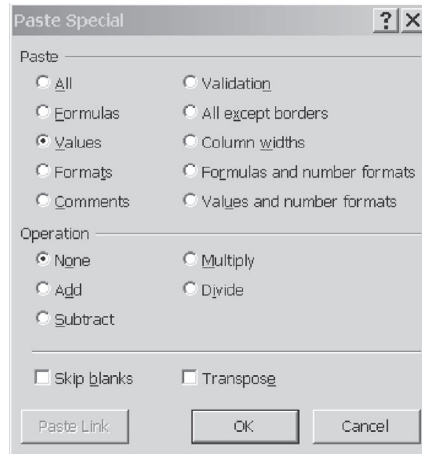 Paste Special ? X
Paste
All Validation
Formulas All except borders
Values Column widths
Formats Formulas and number formats
Comments Values and number formats
Operation
None Multiply
Add Divide
Subtract
Skip blanks Transpose
Paste Link OK Cancel